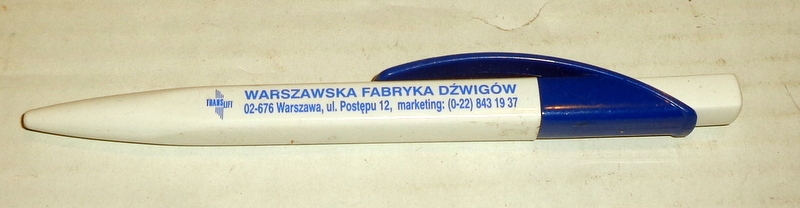 TRANSLIFT
WARSZAWSKA FABRYKA DŹWIGÓW
02-676 Warszawa, ul. Postępu 12, marketing: (0-22) 843 19 37